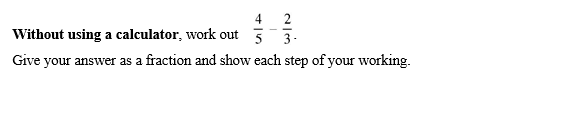 Without using a calculator, work out 4/5 - 2/3.
Give your answer as a fraction and show each step of your working.